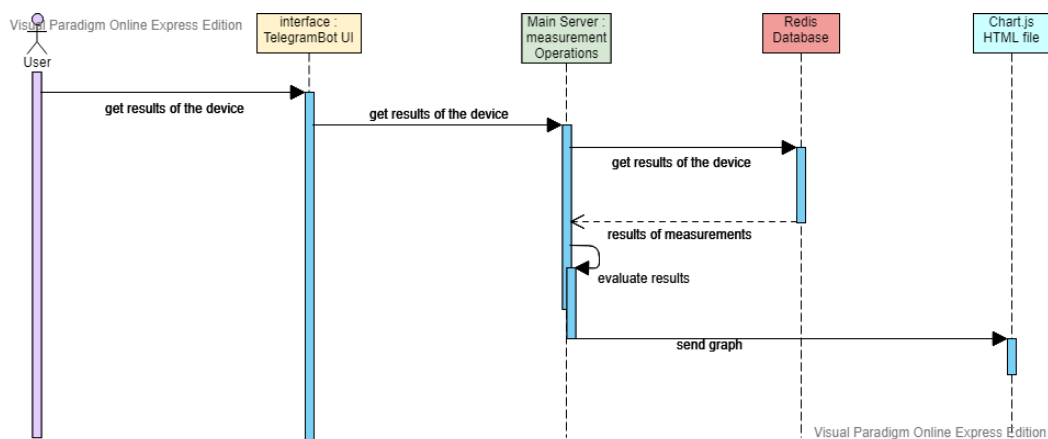 Visual Paradigm Online Express Edition
User
interface :
TelegramBot UI
Main Server :
measurement
Operations
Redis
Database
Chart.js
HTML file
get results of the device
get results of the device
get results of the device
results of measurements
evaluate results
send graph
Visual Paradigm Online Express Edition